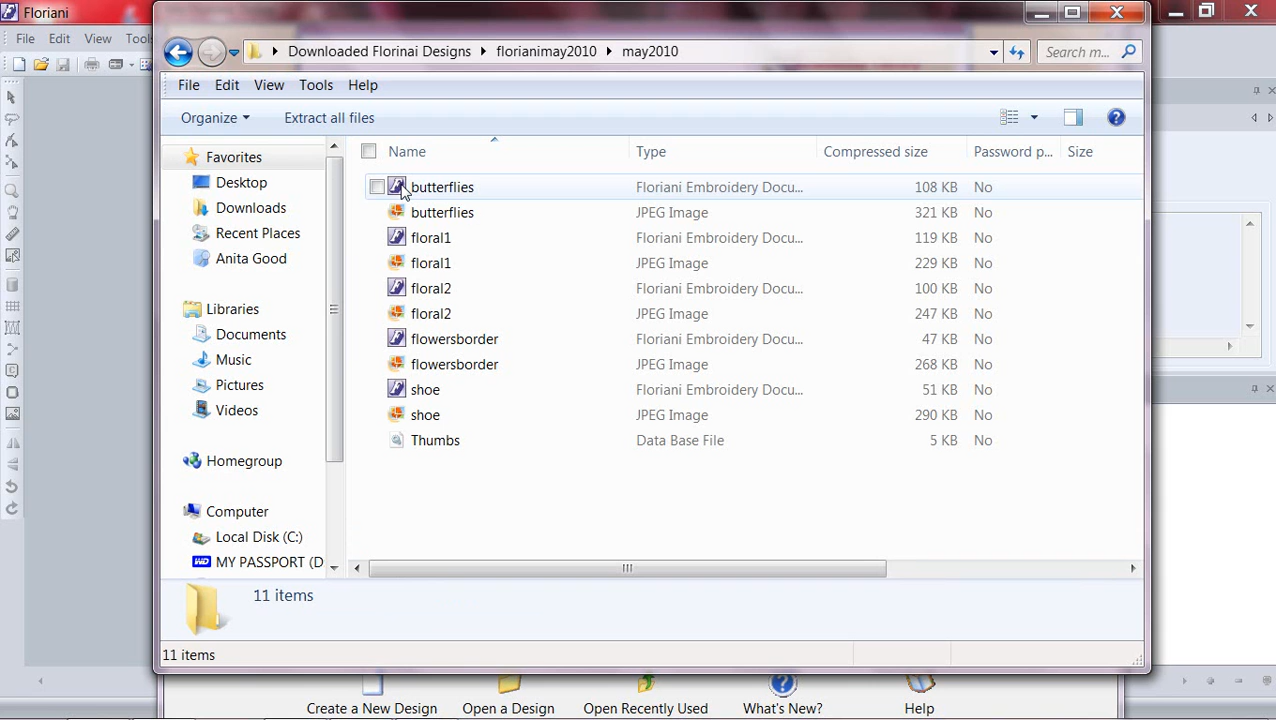 Floriani
File Edit View Tools
Downloaded Florinai Designs florianimay2010 may2010 Search m...
File Edit View Tools Help
Organize Extract all files
Name Type Compressed size Password p... Size
Favorites
Desktop
Downloads
Recent Places
Anita Good
Libraries
Documents
Music
Pictures
Videos
Homegroup
Computer
Local Disk (C:)
MY PASSPORT (D
butterflies Floriani Embroidery Docu... 108 KB No
butterflies JPEG Image 321 KB No
floral1 Floriani Embroidery Docu... 119 KB No
floral1 JPEG Image 229 KB No
floral2 Floriani Embroidery Docu... 100 KB No
floral2 JPEG Image 247 KB No
flowersborder Floriani Embroidery Docu... 47 KB No
flowersborder JPEG Image 268 KB No
shoe Floriani Embroidery Docu... 51 KB No
shoe JPEG Image 290 KB No
Thumbs Data Base File 5 KB No
11 items
11 items
Create a New Design Open a Design Open Recently Used What's New? Help